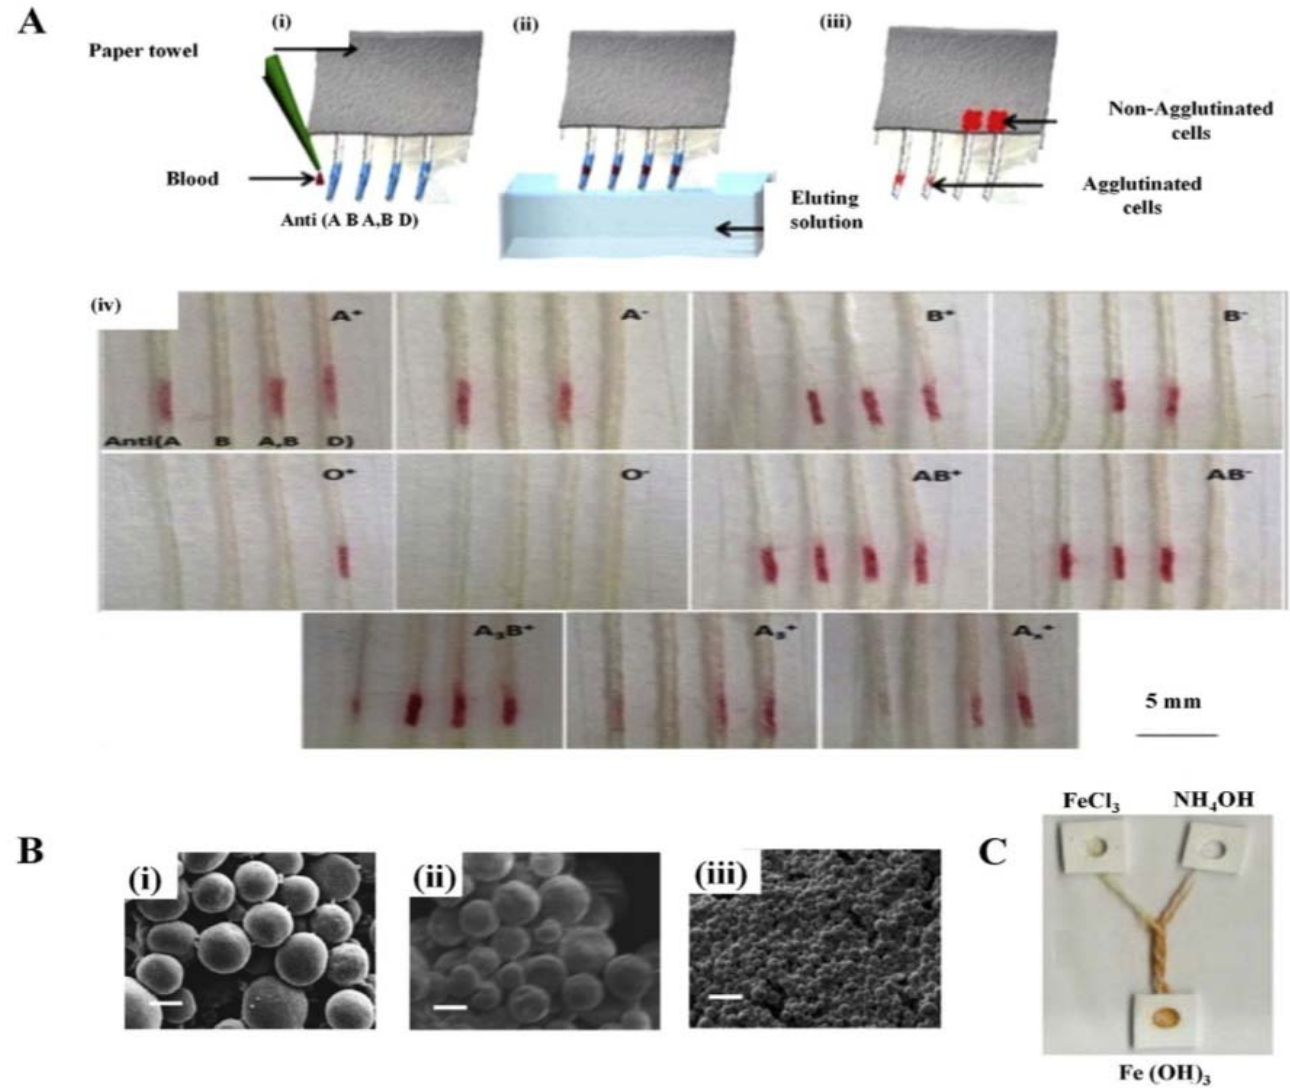 A
(i)
(ii)
(iii)
Paper towel
Blood
Anti (A B A,B D)
Eluting
solution
Non-Agglutinated
cells
Agglutinated
cells
(iv)
A⁺
A⁻
B⁺
B⁻
Anti(A B A,B D)
O⁺
O⁻
AB⁺
AB⁻
A₃B⁺
A₃⁺
Aₓ⁺
5 mm
B
(i)
(ii)
(iii)
C
FeCl₃
NH₄OH
Fe (OH)₃